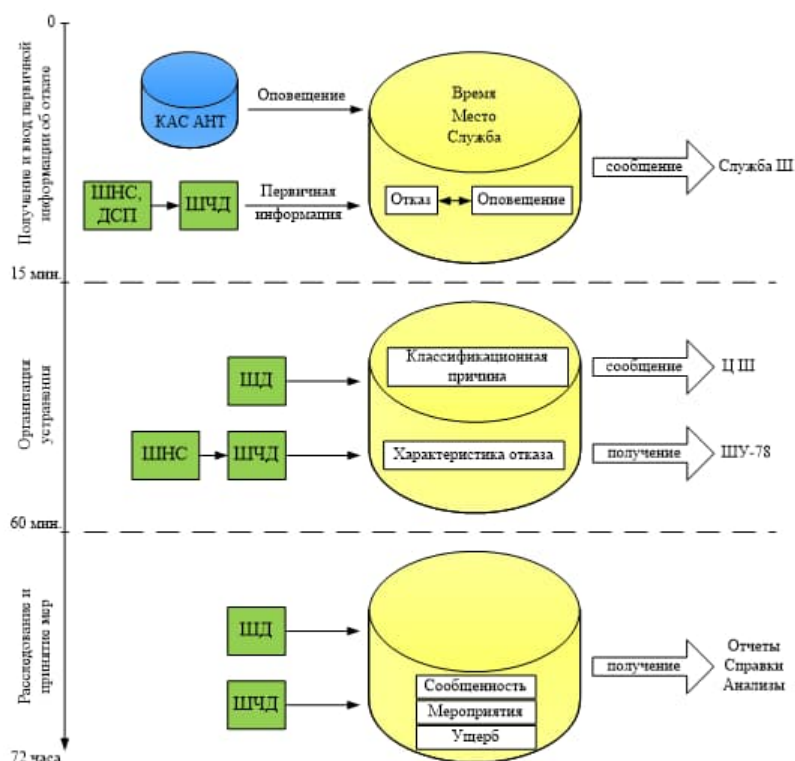 0
Получение и ввод первичной
информации об отказе
КАС АНТ
Оповещение
Время
Место
Служба
сообщение
Служба Ш
ШНС,
ДСП
ШЧД
Первичная
информация
Отказ
Оповещение
15 мин.
Организация
устранения
ШД
Классификационная
причина
сообщение
Ц Ш
ШНС
ШЧД
Характеристика отказа
получение
ШУ-78
60 мин.
Расследование и
принятие мер
ШД
ШЧД
Сообщенность
Мероприятия
Ущерб
получение
Отчеты
Справки
Анализы
72 часа